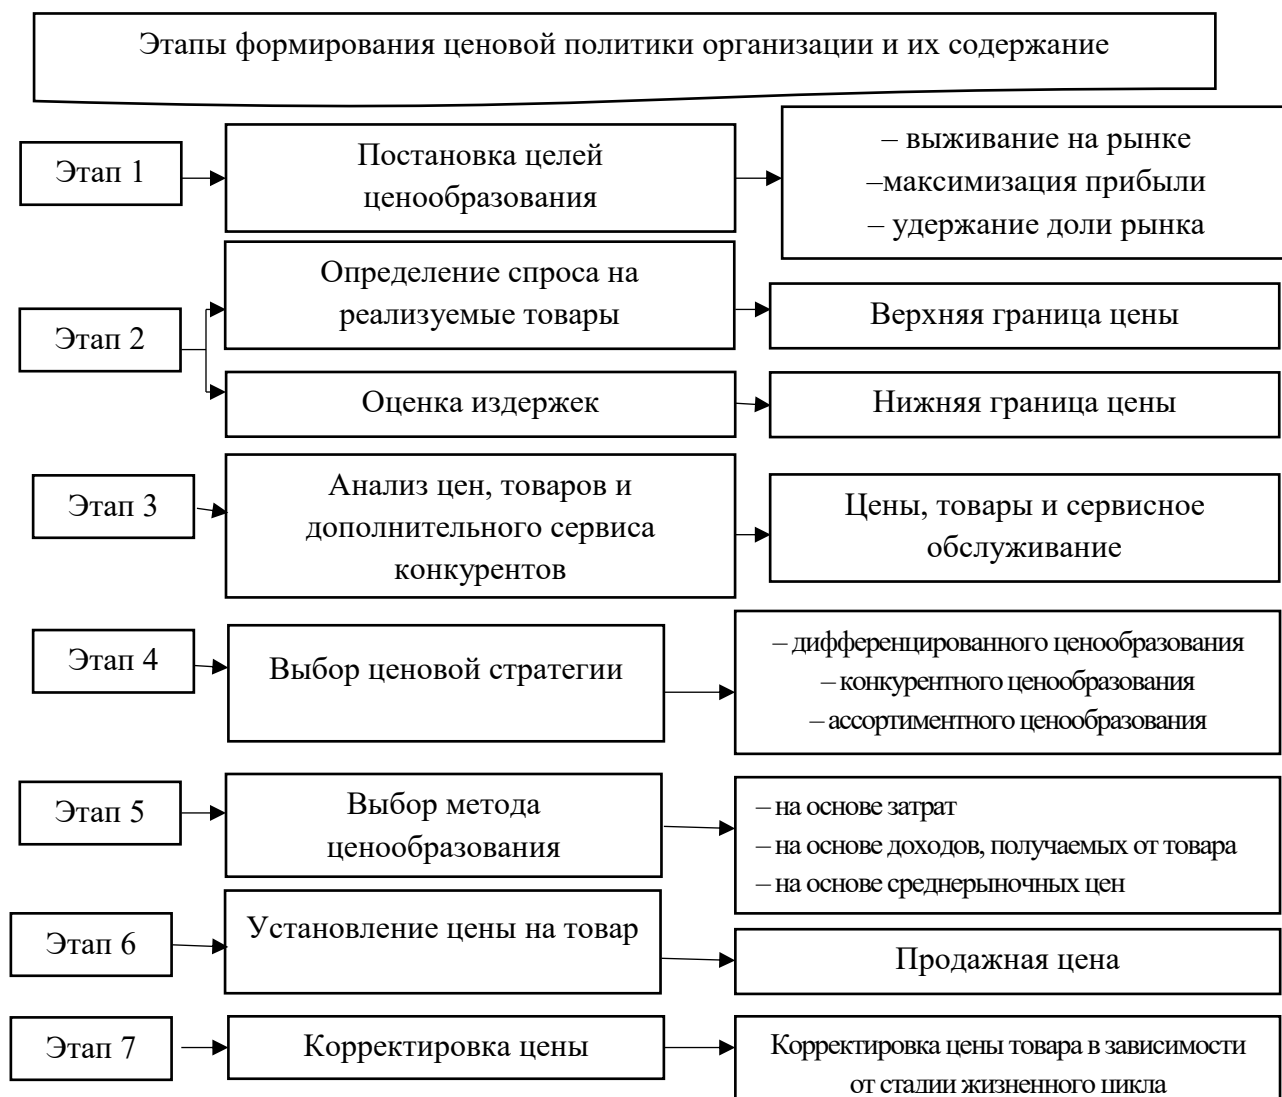 Этапы формирования ценовой политики организации и их содержание
Этап 1
Постановка целей
ценообразования
– выживание на рынке
–максимизация прибыли
– удержание доли рынка
Этап 2
Определение спроса на
реализуемые товары
Верхняя граница цены
Оценка издержек
Нижняя граница цены
Этап 3
Анализ цен, товаров и
дополнительного сервиса
конкурентов
Цены, товары и сервисное
обслуживание
Этап 4
Выбор ценовой стратегии
– дифференцированного ценообразования
– конкурентного ценообразования
– ассортиментного ценообразования
Этап 5
Выбор метода
ценообразования
– на основе затрат
– на основе доходов, получаемых от товара
– на основе среднерыночных цен
Этап 6
Установление цены на товар
Продажная цена
Этап 7
Корректировка цены
Корректировка цены товара в зависимости
от стадии жизненного цикла